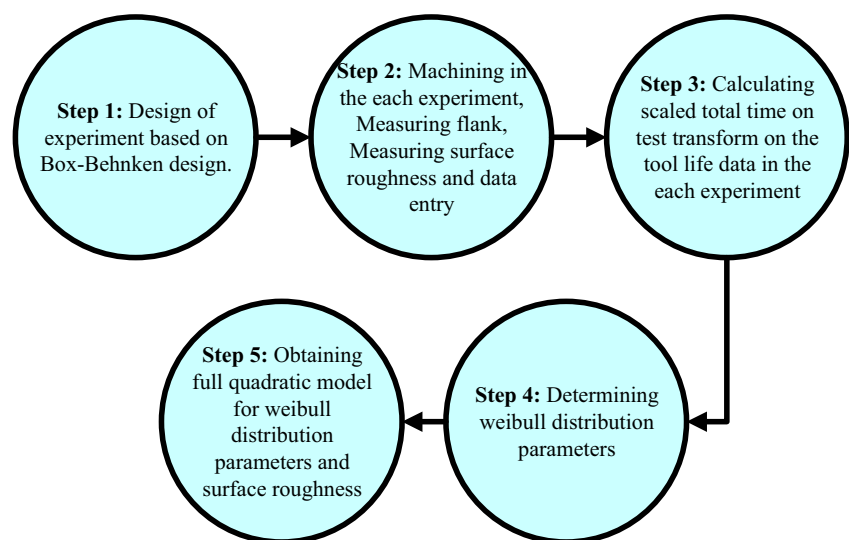 Step 1: Design of
experiment based on
Box-Behnken design.
Step 2: Machining in
the each experiment,
Measuring flank,
Measuring surface
roughness and data
entry
Step 3: Calculating
scaled total time on
test transform on the
tool life data in the
each experiment
Step 4: Determining
weibull distribution
parameters
Step 5: Obtaining
full quadratic model
for weibull
distribution
parameters and
surface roughness